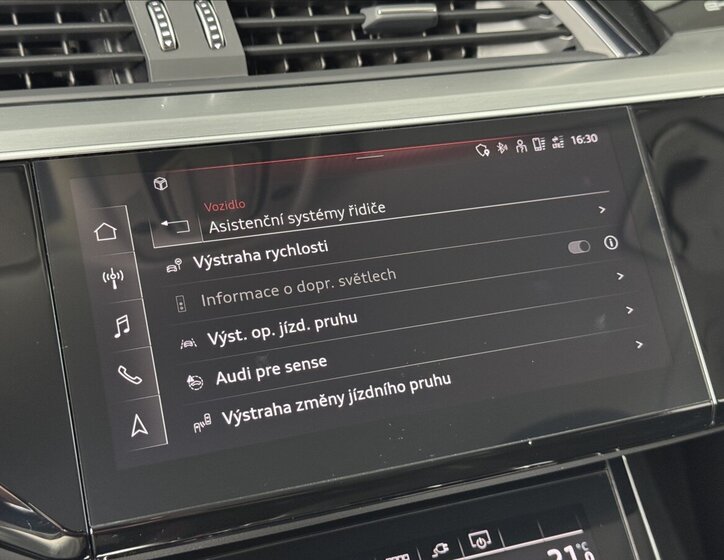 16:30
Vozidlo
Asistenční systémy řidiče
Výstraha rychlosti
Informace o dopr. světlech
Výst. op. jízd. pruhu
Audi pre sense
Výstraha změny jízdního pruhu